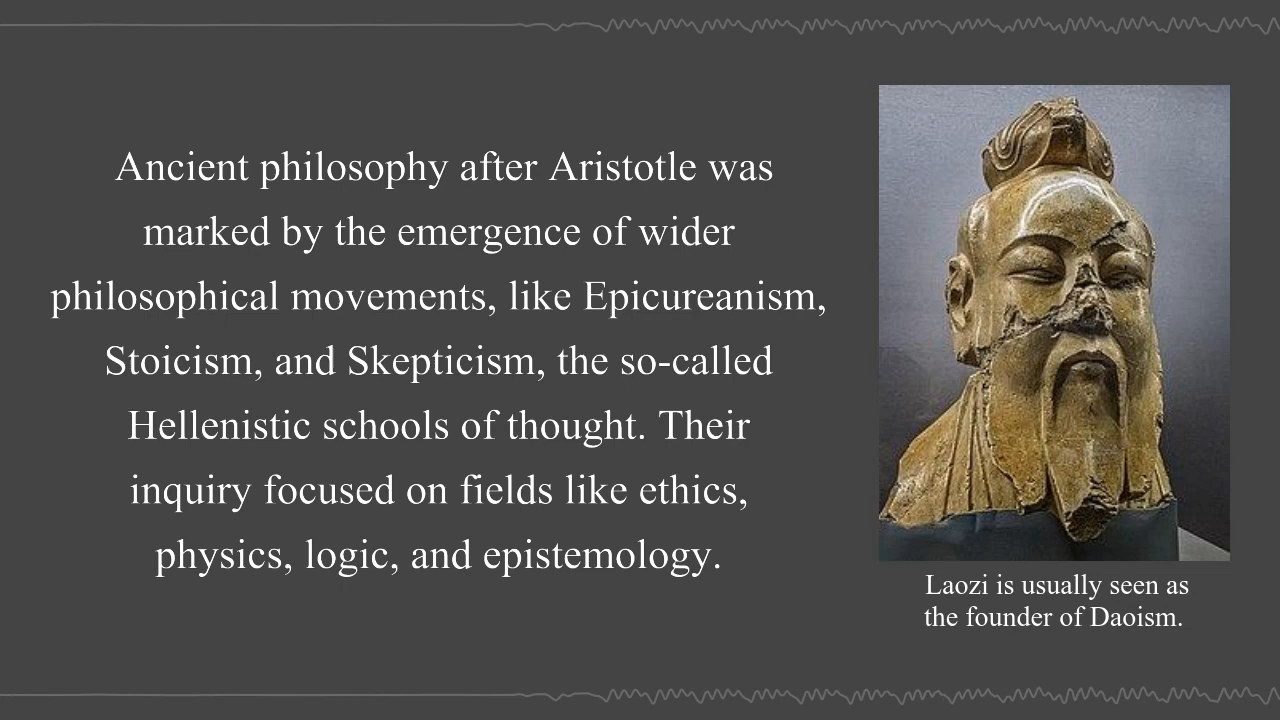 Ancient philosophy after Aristotle was
marked by the emergence of wider
philosophical movements, like Epicureanism,
Stoicism, and Skepticism, the so-called
Hellenistic schools of thought. Their
inquiry focused on fields like ethics,
physics, logic, and epistemology.
Laozi is usually seen as
the founder of Daoism.